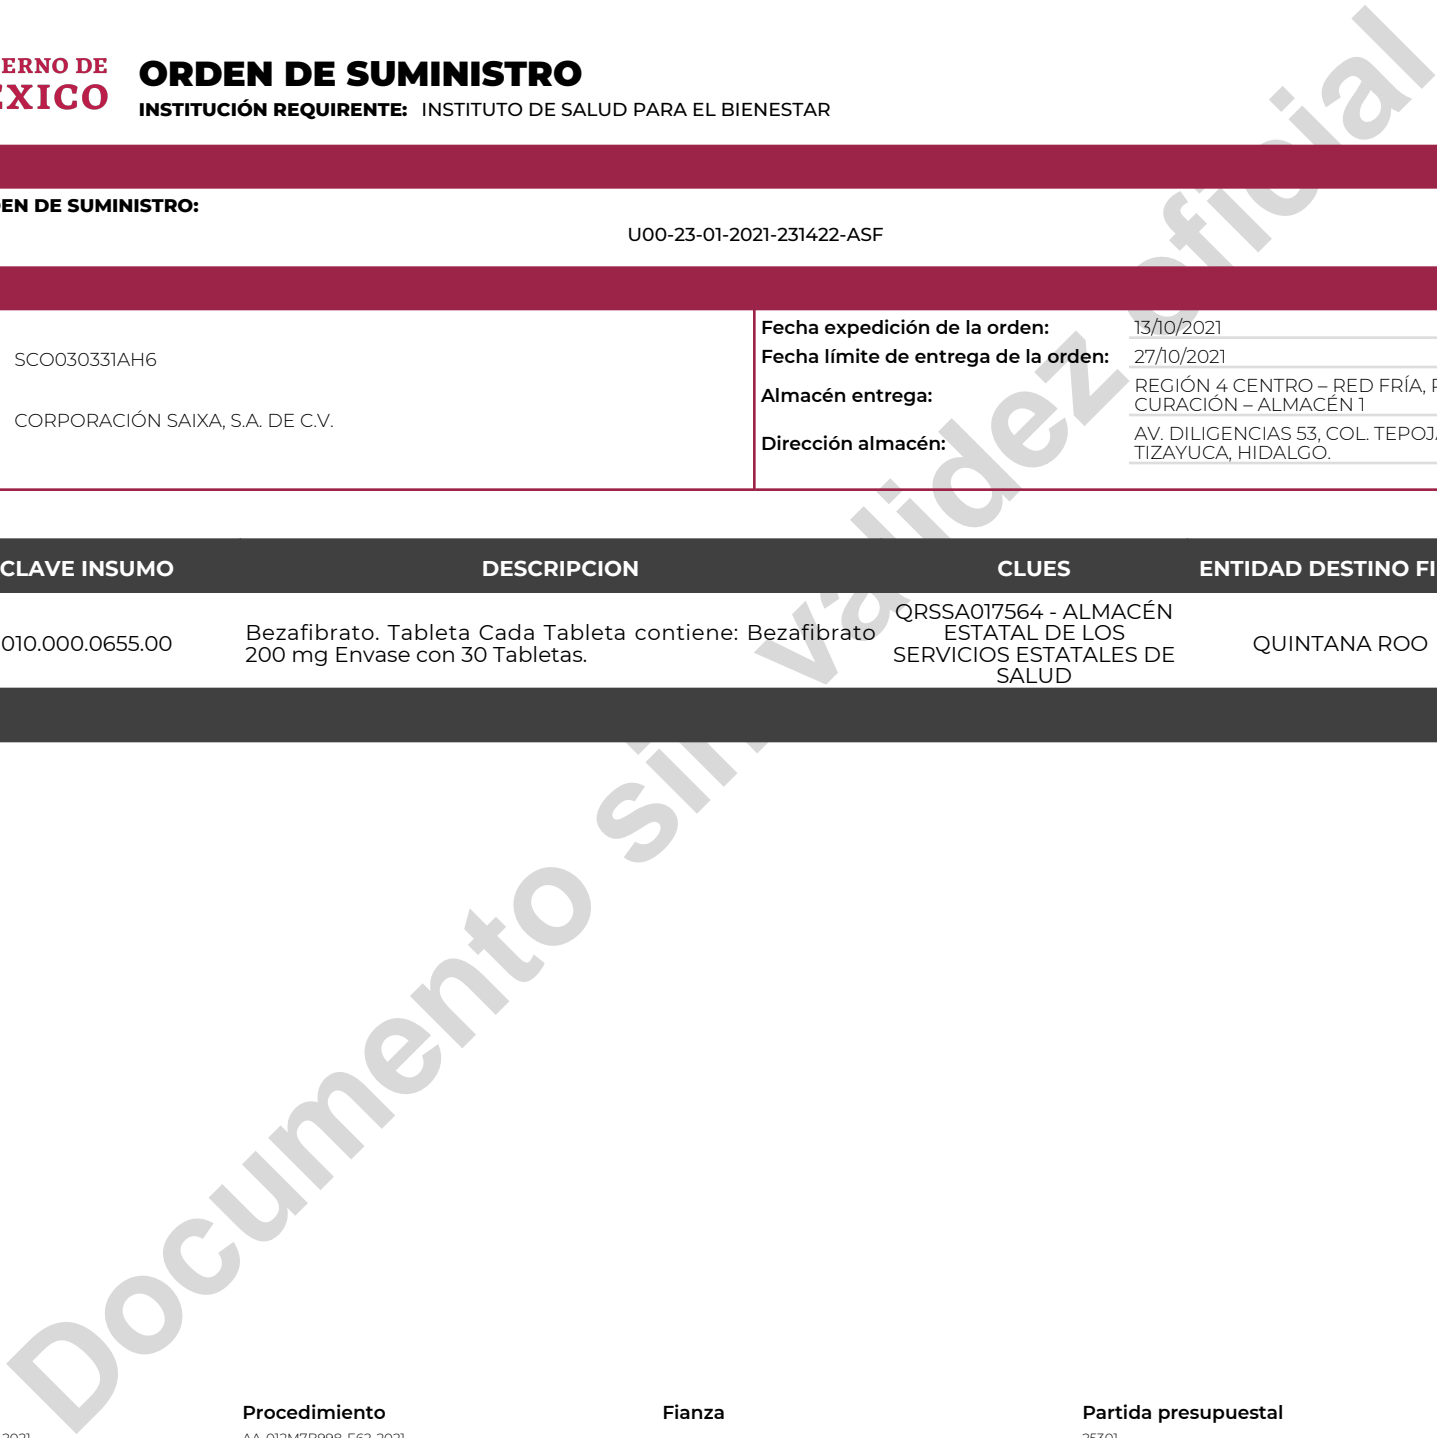 ERNO DE
ÉXICO
ORDEN DE SUMINISTRO
INSTITUCIÓN REQUIRENTE: INSTITUTO DE SALUD PARA EL BIENESTAR
EN DE SUMINISTRO:
U00-23-01-2021-231422-ASF
SCO030331AH6
CORPORACIÓN SAIXA, S.A. DE C.V.
Fecha expedición de la orden: 13/10/2021
Fecha límite de entrega de la orden: 27/10/2021
Almacén entrega: REGIÓN 4 CENTRO – RED FRÍA,
CURACIÓN – ALMACÉN 1
Dirección almacén: AV. DILIGENCIAS 53, COL. TEPOJ
TIZAYUCA, HIDALGO.
CLAVE INSUMO DESCRIPCION CLUES ENTIDAD DESTINO FI
010.000.0655.00
Bezafibrato. Tableta Cada Tableta contiene: Bezafibrato
200 mg Envase con 30 Tabletas.
QRSSA017564 - ALMACÉN
ESTATAL DE LOS
SERVICIOS ESTATALES DE
SALUD
QUINTANA ROO
Documento sin validez oficial
Procedimiento Fianza Partida presupuestal